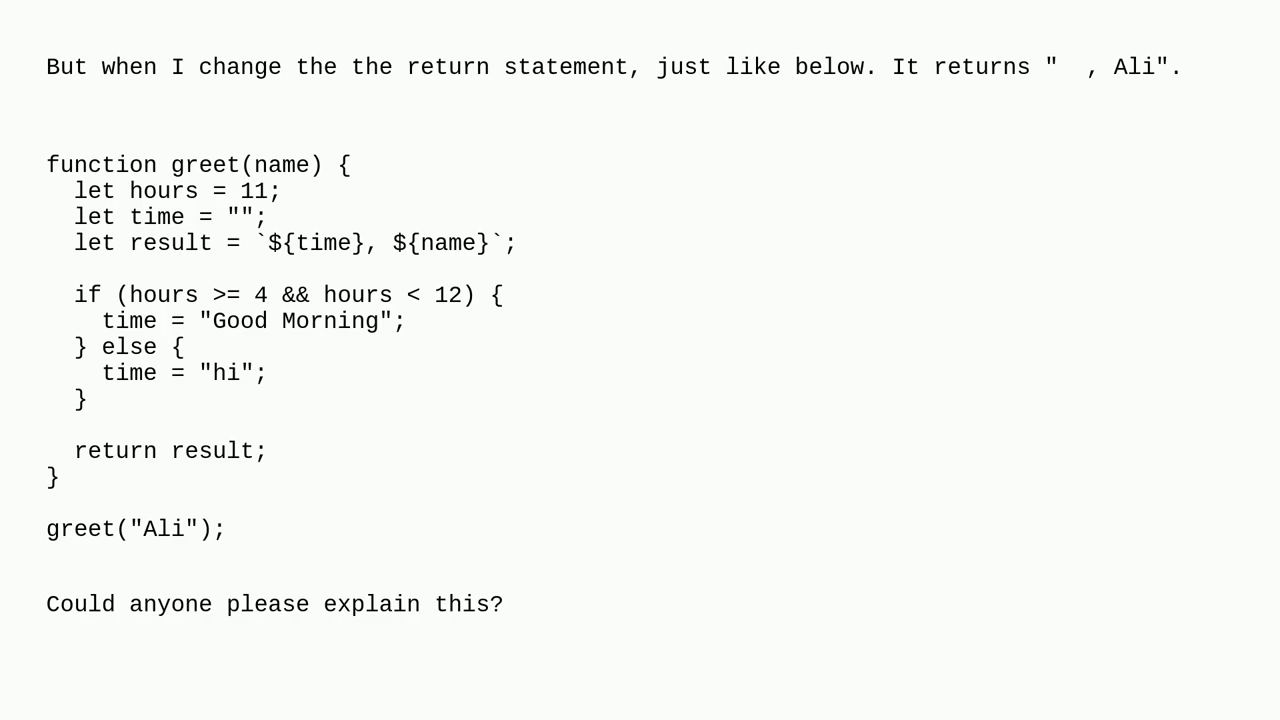 But when I change the the return statement, just like below. It returns "  , Ali".
function greet(name) {
  let hours = 11;
  let time = "";
  let result = `${time}, ${name}`;
  if (hours >= 4 && hours < 12) {
    time = "Good Morning";
  } else {
    time = "hi";
  }
  return result;
}
greet("Ali");
Could anyone please explain this?